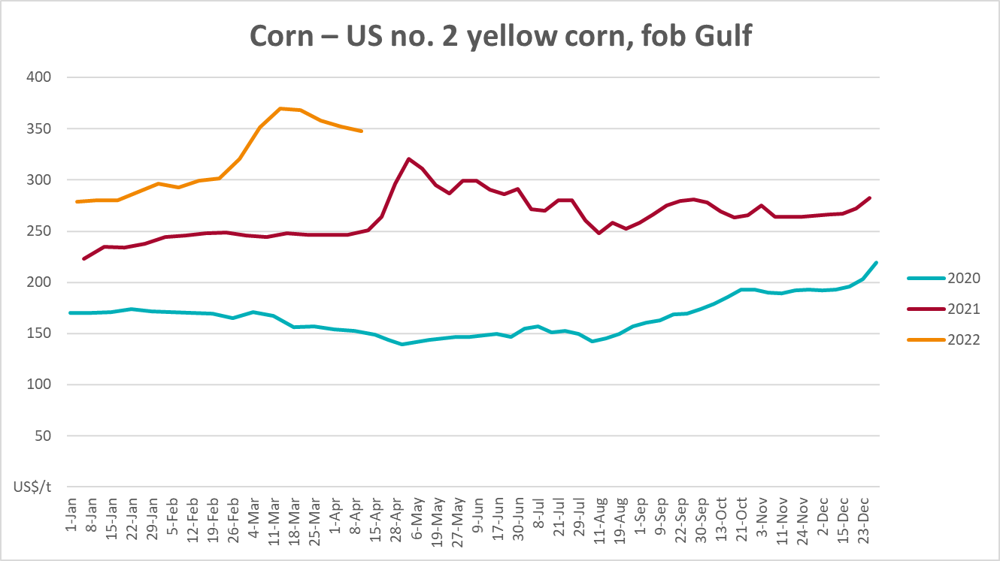 Corn – US no. 2 yellow corn, fob Gulf
400
350
300
250
200
150
100
50
US$/t
1-Jan
8-Jan
15-Jan
22-Jan
29-Jan
5-Feb
12-Feb
19-Feb
26-Feb
4-Mar
11-Mar
18-Mar
25-Mar
1-Apr
8-Apr
15-Apr
28-Apr
6-May
19-May
27-May
9-Jun
17-Jun
30-Jun
8-Jul
21-Jul
29-Jul
11-Aug
19-Aug
1-Sep
9-Sep
22-Sep
30-Sep
13-Oct
21-Oct
3-Nov
11-Nov
24-Nov
2-Dec
15-Dec
23-Dec
2020
2021
2022